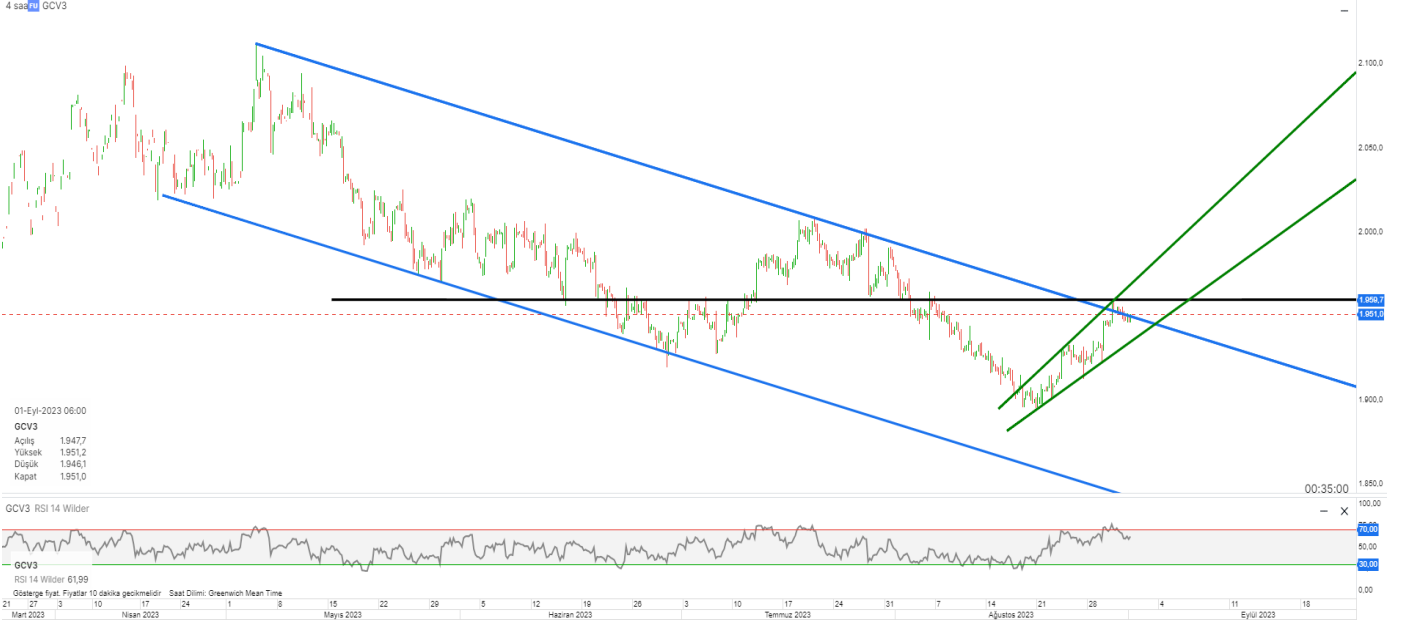 4 saa FU GCV3
2.100,0
2.050,0
2.000,0
1.959,7
1.951,0
1.900,0
1.850,0
01-Eyl-2023 06:00
GCV3
Açılış 1.947,7
Yüksek 1.951,2
Düşük 1.946,1
Kapat 1.951,0
00:35:00
GCV3 RSI 14 Wilder
100,00
70,00
50,00
30,00
0,00
GCV3
RSI 14 Wilder 61,99
Gösterge fiyat. Fiyatlar 10 dakika gecikmelidir Saat Dilimi: Greenwich Mean Time
21 27 3 10 17 24 1 8 15 22 29 5 12 19 26 3 10 17 24 31 7 14 21 28 4 11 18
Mart 2023 Nisan 2023 Mayıs 2023 Haziran 2023 Temmuz 2023 Ağustos 2023 Eylül 2023